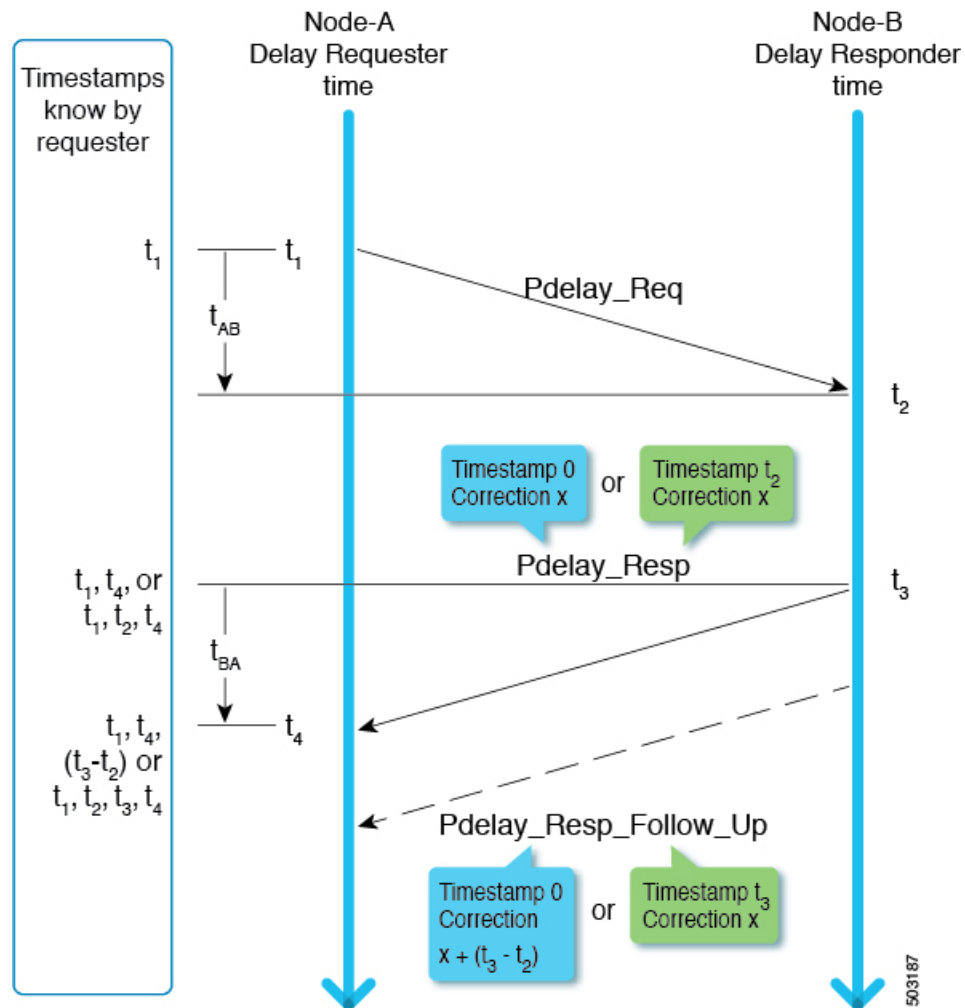 Node-A
Delay Requester
time
Node-B
Delay Responder
time
Timestamps
know by
requester
t₁
t₁
Pdelay_Req
t_AB
t₂
Timestamp 0
Correction x
or
Timestamp t₂
Correction x
Pdelay_Resp
t₁, t₄, or
t₁, t₂, t₄
t₃
t_BA
t₁, t₄,
(t₃-t₂) or
t₁, t₂, t₃, t₄
t₄
Pdelay_Resp_Follow_Up
Timestamp 0
Correction
x + (t₃ - t₂)
or
Timestamp t₃
Correction x
503187